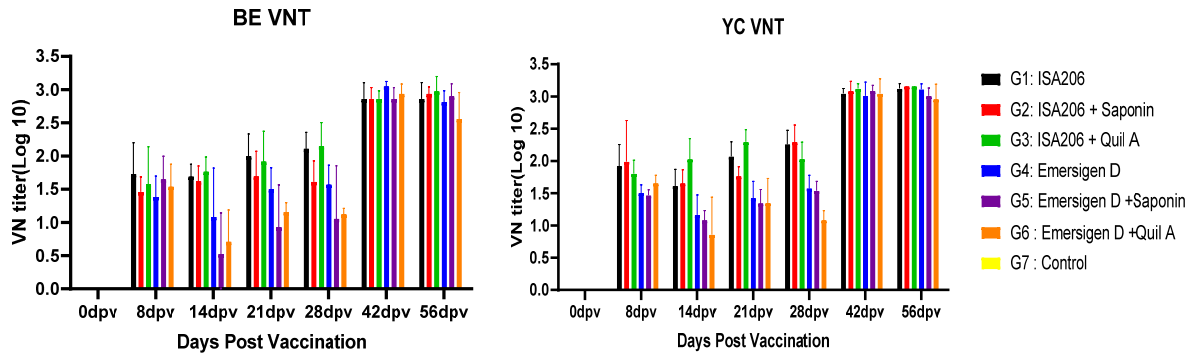 BE VNT
VN titer(Log 10)
3.5
3.0
2.5
2.0
1.5
1.0
0.5
0.0
0dpv 8dpv 14dpv 21dpv 28dpv 42dpv 56dpv
Days Post Vaccination
YC VNT
VN titer(Log 10)
3.5
3.0
2.5
2.0
1.5
1.0
0.5
0.0
0dpv 8dpv 14dpv 21dpv 28dpv 42dpv 56dpv
Days Post Vaccination
G1: ISA206
G2: ISA206 + Saponin
G3: ISA206 + Quil A
G4: Emersigen D
G5: Emersigen D +Saponin
G6 : Emersigen D +Quil A
G7 : Control